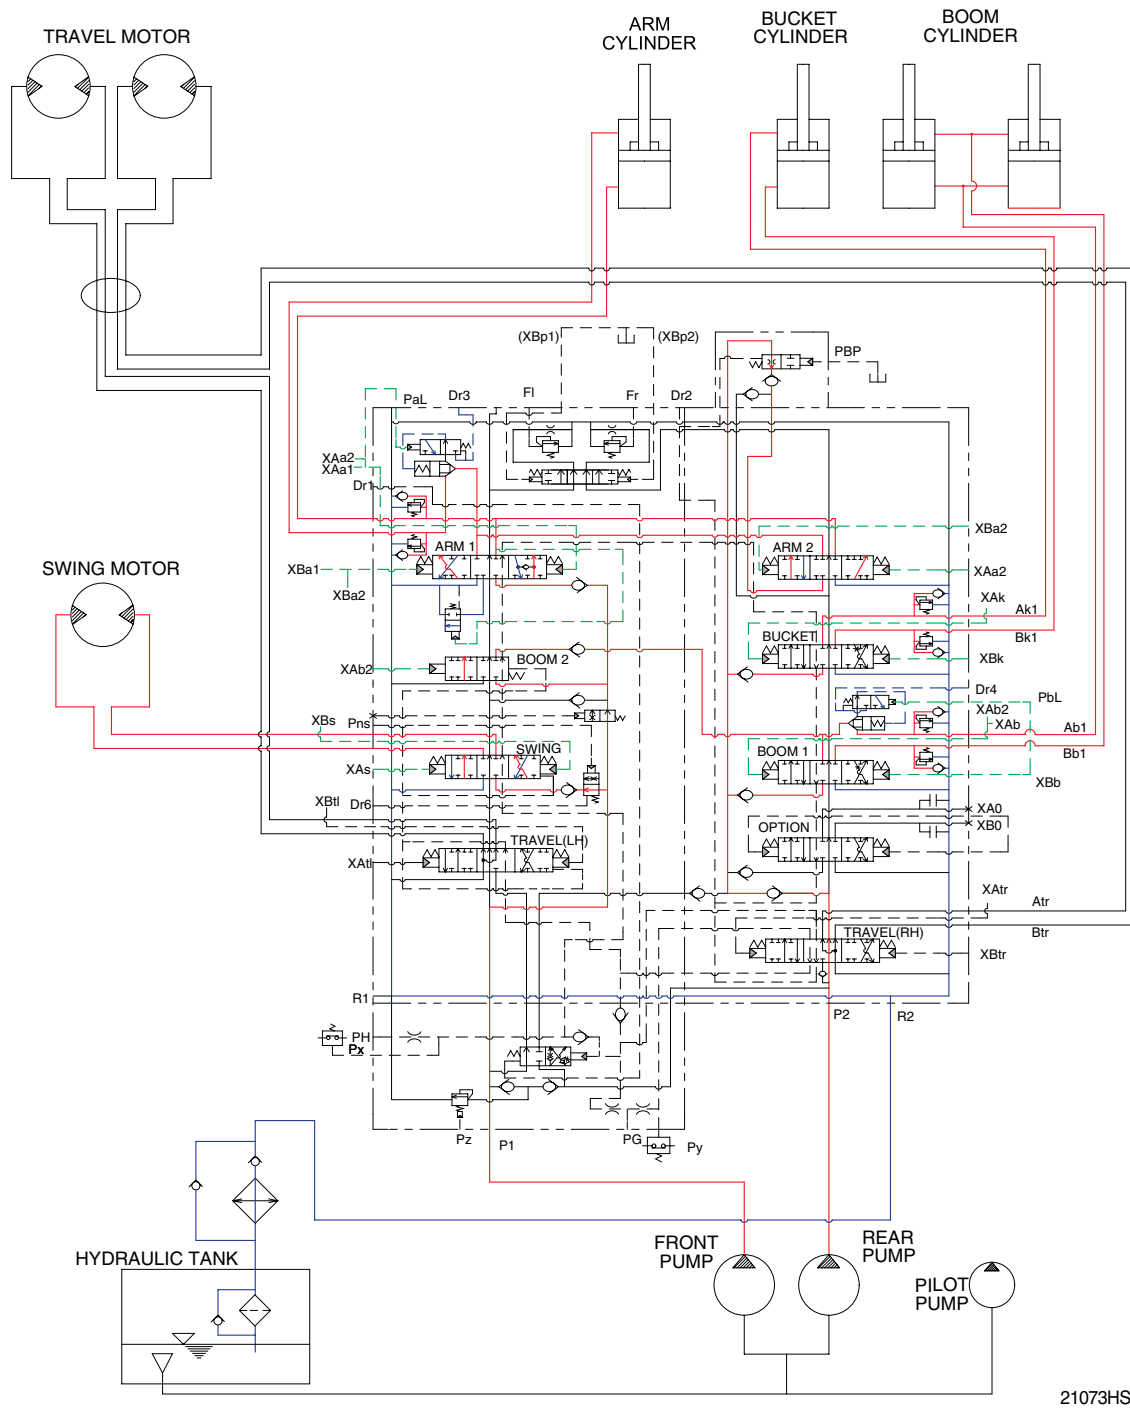 TRAVEL MOTOR
ARM
CYLINDER
BUCKET
CYLINDER
BOOM
CYLINDER
(XBp1)
(XBp2)
PBP
PaL
Dr3
Fl
Fr
Dr2
XAa2
XAa1
Dr1
XBa2
ARM 1
ARM 2
SWING MOTOR
XBa1
XAa2
XBa2
XAk
Ak1
BUCKET
Bk1
BOOM 2
XAb2
XBk
Dr4
PbL
XBs
Pns
XAb2
XAb
Ab1
SWING
BOOM 1
Bb1
XAs
XBb
XBtl
Dr6
XA0
XB0
OPTION
TRAVEL(LH)
XAtl
XAtr
Atr
TRAVEL(RH)
Btr
XBtr
R1
P2
R2
PH
Px
Pz
P1
PG
Py
FRONT
PUMP
REAR
PUMP
HYDRAULIC TANK
PILOT
PUMP
21073HS